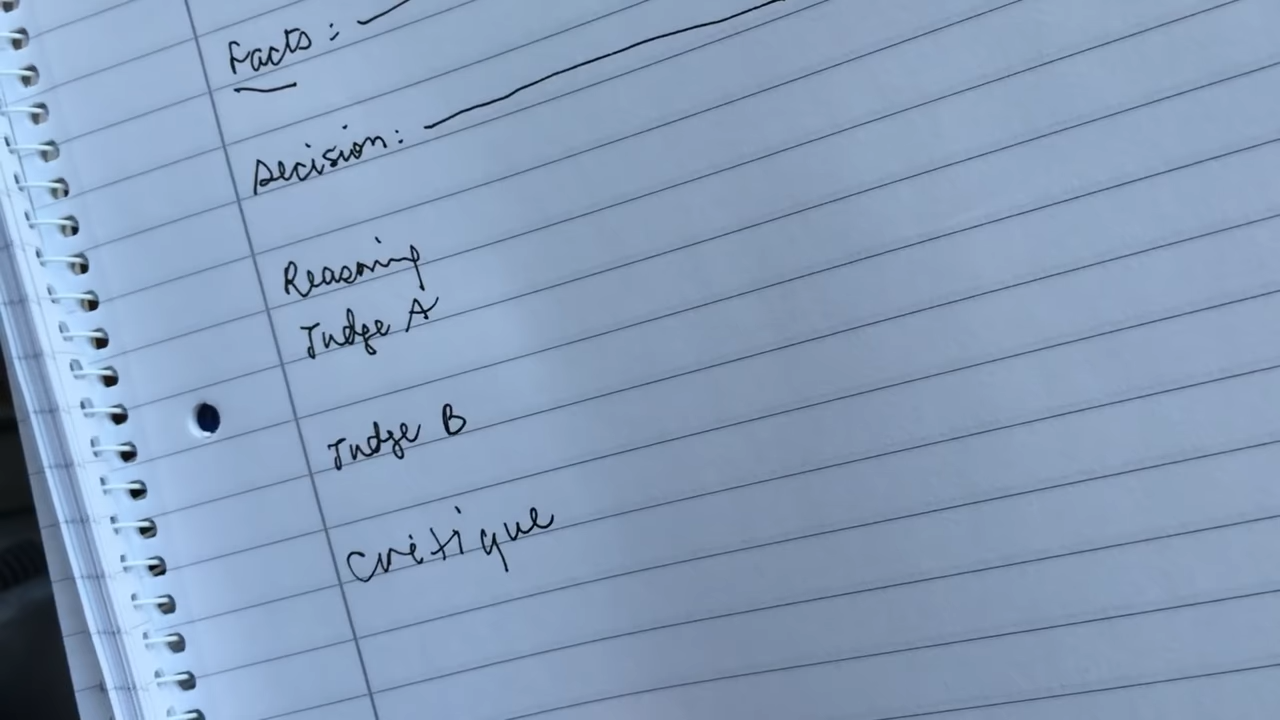 Facts:
Decision:
Reasoning
Judge A
Judge B
Critique